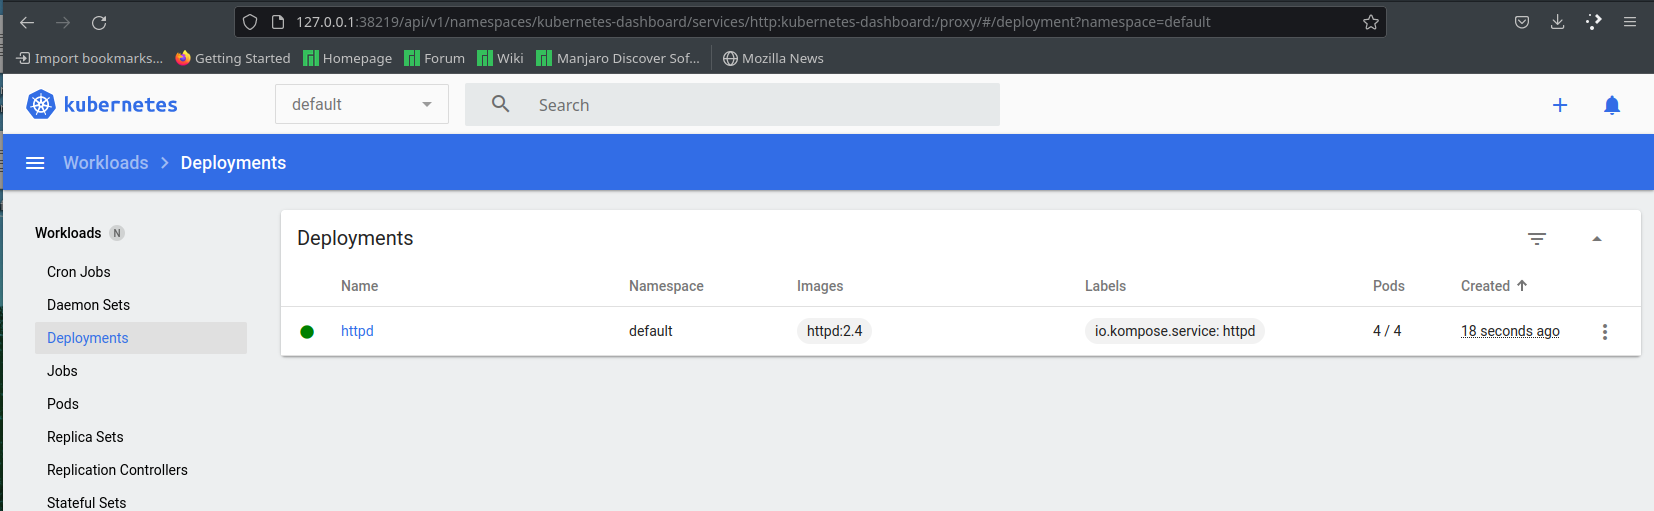 127.0.0.1:38219/api/v1/namespaces/kubernetes-dashboard/services/http:kubernetes-dashboard:/proxy/#/deployment?namespace=default
Import bookmarks... Getting Started Homepage Forum Wiki Manjaro Discover Sof... Mozilla News
kubernetes default Search
Workloads Deployments
Workloads N
Cron Jobs
Daemon Sets
Deployments
Jobs
Pods
Replica Sets
Replication Controllers
Stateful Sets
Deployments
Name Namespace Images Labels Pods Created
httpd default httpd:2.4 io.kompose.service: httpd 4 / 4 18 seconds ago